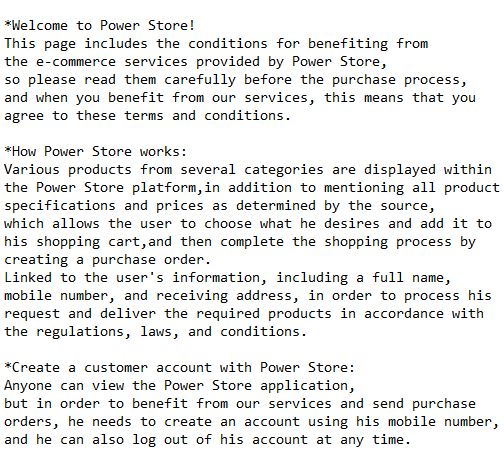 *Welcome to Power Store!
This page includes the conditions for benefiting from
the e-commerce services provided by Power Store,
so please read them carefully before the purchase process,
and when you benefit from our services, this means that you
agree to these terms and conditions.
*How Power Store works:
Various products from several categories are displayed within
the Power Store platform,in addition to mentioning all product
specifications and prices as determined by the source,
which allows the user to choose what he desires and add it to
his shopping cart,and then complete the shopping process by
creating a purchase order.
Linked to the user's information, including a full name,
mobile number, and receiving address, in order to process his
request and deliver the required products in accordance with
the regulations, laws, and conditions.
*Create a customer account with Power Store:
Anyone can view the Power Store application,
but in order to benefit from our services and send purchase
orders, he needs to create an account using his mobile number,
and he can also log out of his account at any time.